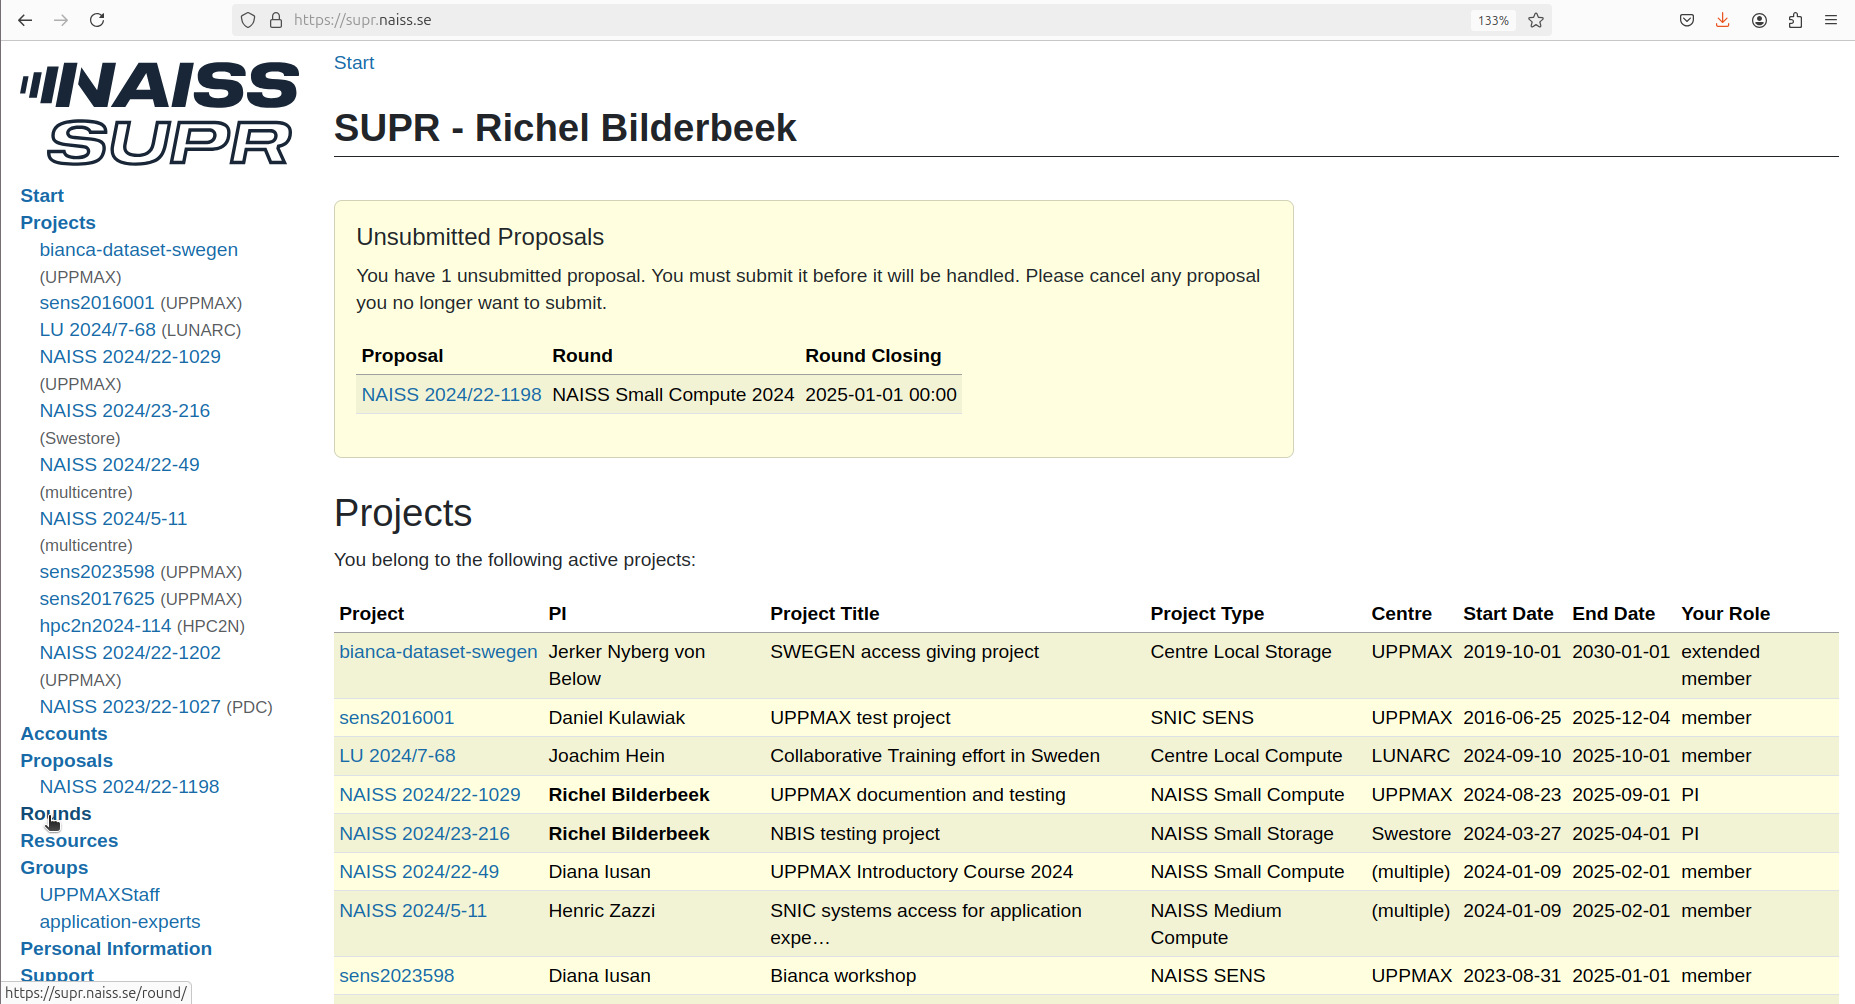 https://supr.naiss.se
133%
NAISS
SUPR
Start
Projects
bianca-dataset-swegen
(UPPMAX)
sens2016001 (UPPMAX)
LU 2024/7-68 (LUNARC)
NAISS 2024/22-1029
(UPPMAX)
NAISS 2024/23-216
(Swestore)
NAISS 2024/22-49
(multicentre)
NAISS 2024/5-11
(multicentre)
sens2023598 (UPPMAX)
sens2017625 (UPPMAX)
hpc2n2024-114 (HPC2N)
NAISS 2024/22-1202
(UPPMAX)
NAISS 2023/22-1027 (PDC)
Accounts
Proposals
NAISS 2024/22-1198
Rounds
Resources
Groups
UPPMAXStaff
application-experts
Personal Information
Support
https://supr.naiss.se/round/
Start
SUPR - Richel Bilderbeek
Unsubmitted Proposals
You have 1 unsubmitted proposal. You must submit it before it will be handled. Please cancel any proposal
you no longer want to submit.
Proposal Round Round Closing
NAISS 2024/22-1198 NAISS Small Compute 2024 2025-01-01 00:00
Projects
You belong to the following active projects:
Project PI Project Title Project Type Centre Start Date End Date Your Role
bianca-dataset-swegen Jerker Nyberg von SWEGEN access giving project Centre Local Storage UPPMAX 2019-10-01 2030-01-01 extended
Below member
sens2016001 Daniel Kulawiak UPPMAX test project SNIC SENS UPPMAX 2016-06-25 2025-12-04 member
LU 2024/7-68 Joachim Hein Collaborative Training effort in Sweden Centre Local Compute LUNARC 2024-09-10 2025-10-01 member
NAISS 2024/22-1029 Richel Bilderbeek UPPMAX documention and testing NAISS Small Compute UPPMAX 2024-08-23 2025-09-01 PI
NAISS 2024/23-216 Richel Bilderbeek NBIS testing project NAISS Small Storage Swestore 2024-03-27 2025-04-01 PI
NAISS 2024/22-49 Diana Iusan UPPMAX Introductory Course 2024 NAISS Small Compute (multiple) 2024-01-09 2025-02-01 member
NAISS 2024/5-11 Henric Zazzi SNIC systems access for application NAISS Medium (multiple) 2024-01-09 2025-02-01 member
expe… Compute
sens2023598 Diana Iusan Bianca workshop NAISS SENS UPPMAX 2023-08-31 2025-01-01 member